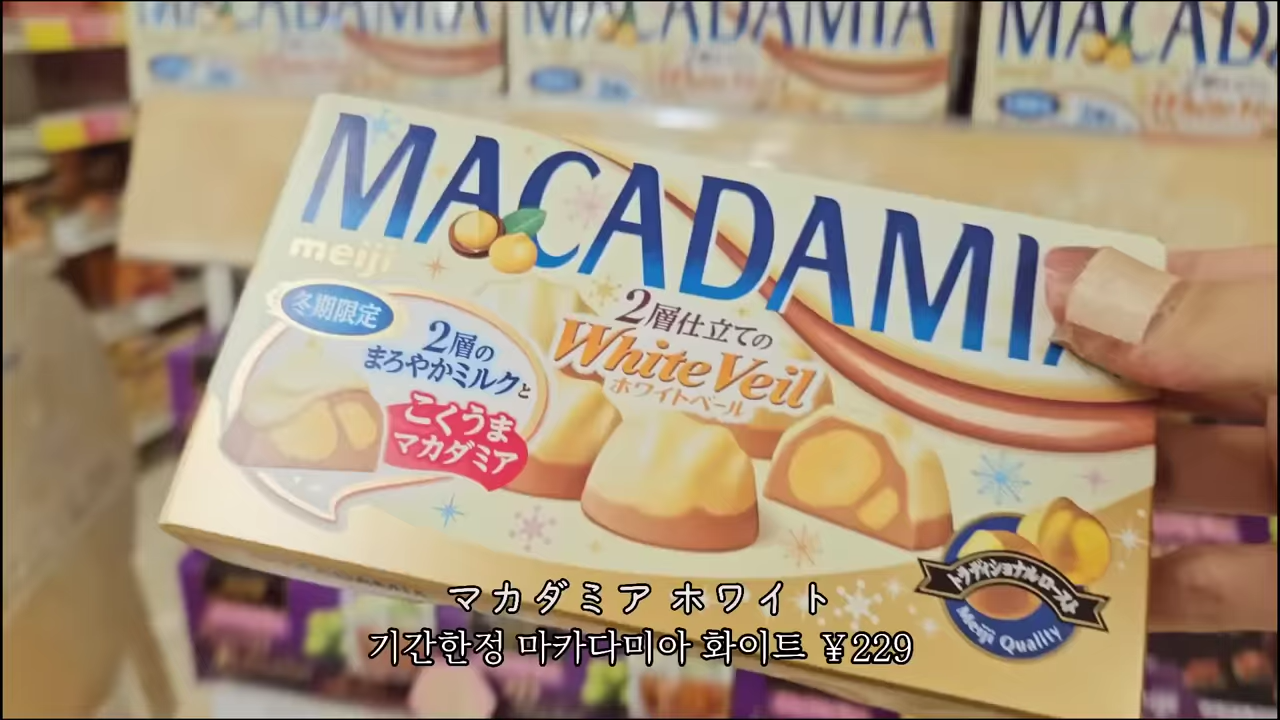 MACADAMIA
MACADAMIA
MACADA
MACADAMI
meiji
冬期限定
2層の
まろやかミルクと
こくうま
マカダミア
2層仕立ての
White Veil
ホワイトベール
トラディショナルロースト
Meiji Quality
マカダミア ホワイト
기간한정 마카다미아 화이트 ￥229